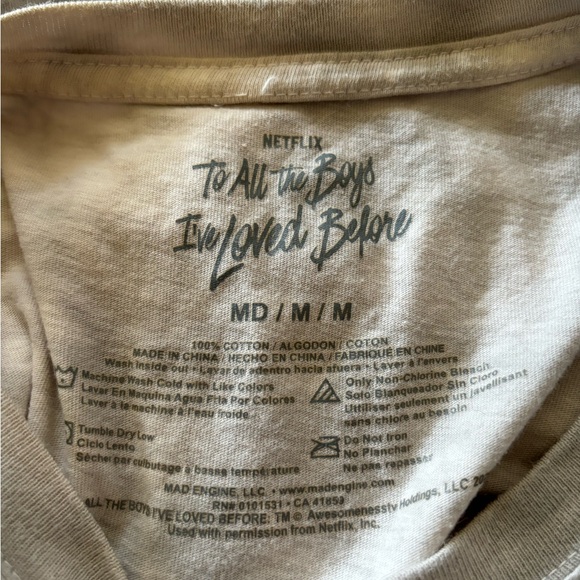 NETFLIX
To All the Boys
I've Loved Before
MD / M / M
100% COTTON / ALGODON / COTON
MADE IN CHINA / HECHO EN CHINA / FABRIQUÉ EN CHINE
Wash inside out • Lavar de adentro hacia afuera • Laver à l'envers
Machine Wash Cold with Like Colors
Lavar En Maquina Agua Fria Por Colores
Laver à la machine à l'eau froide
Only Non-Chlorine Bleach
Solo Blanqueador Sin Cloro
Utiliser seulement un javellisant
sans chlore au besoin
Tumble Dry Low
Ciclo Lento
Sèche par culbutage à basse température
Do Not Iron
No Planchar
Ne pas repasser
MAD ENGINE, LLC. • www.madengine.com
RN# 0101531 • CA 41859
ALL THE BOYS I'VE LOVED BEFORE: TM © Awesomenesstv Holdings, LLC
Used with permission from Netflix, Inc.